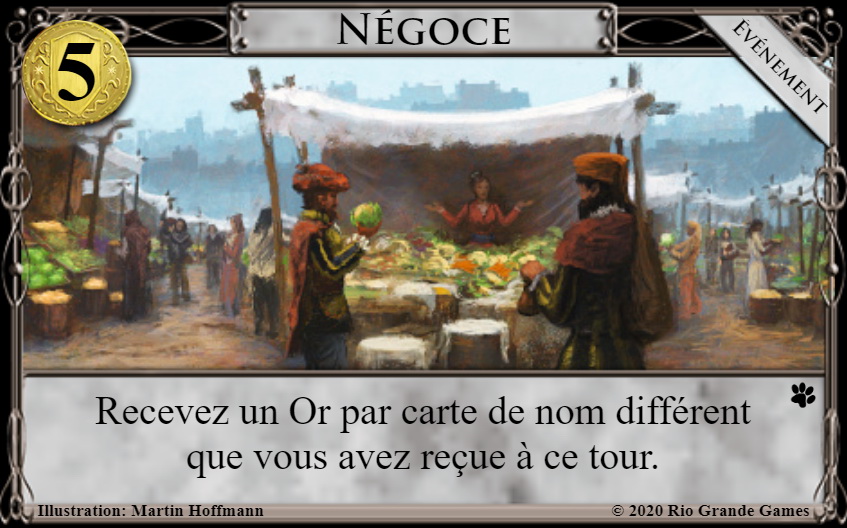 NÉGOCE
5
ÉVÉNEMENT
Recevez un Or par carte de nom différent
que vous avez reçue à ce tour.
Illustration: Martin Hoffmann
© 2020 Rio Grande Games